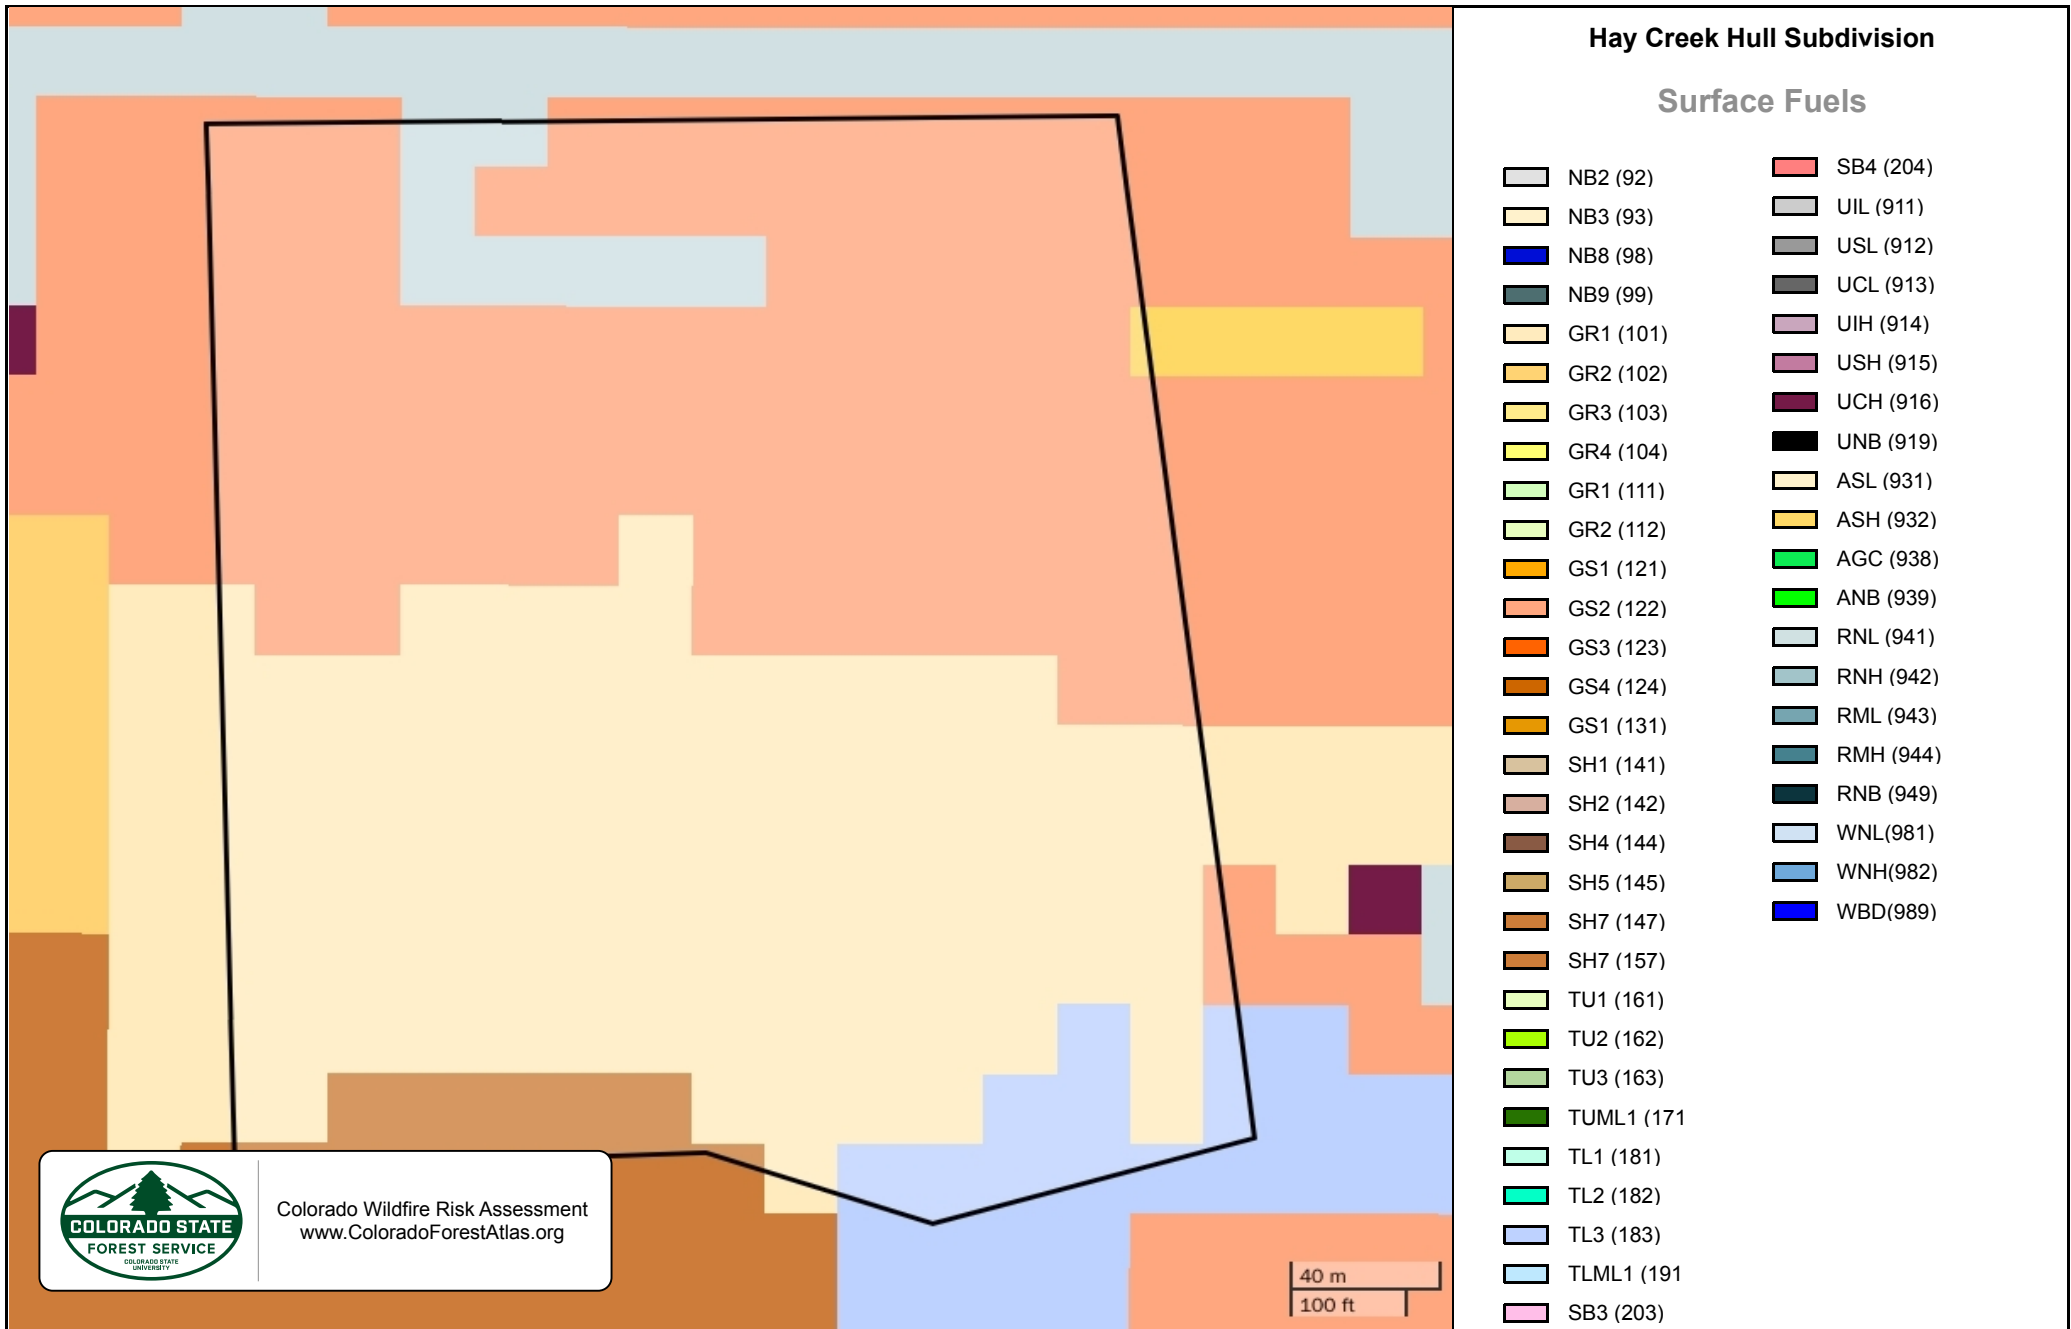 Hay Creek Hull Subdivision
Surface Fuels
NB2 (92)
NB3 (93)
NB8 (98)
NB9 (99)
GR1 (101)
GR2 (102)
GR3 (103)
GR4 (104)
GR1 (111)
GR2 (112)
GS1 (121)
GS2 (122)
GS3 (123)
GS4 (124)
GS1 (131)
SH1 (141)
SH2 (142)
SH4 (144)
SH5 (145)
SH7 (147)
SH7 (157)
TU1 (161)
TU2 (162)
TU3 (163)
TUML1 (171
TL1 (181)
TL2 (182)
TL3 (183)
TLML1 (191
SB3 (203)
SB4 (204)
UIL (911)
USL (912)
UCL (913)
UIH (914)
USH (915)
UCH (916)
UNB (919)
ASL (931)
ASH (932)
AGC (938)
ANB (939)
RNL (941)
RNH (942)
RML (943)
RMH (944)
RNB (949)
WNL(981)
WNH(982)
WBD(989)
COLORADO STATE
FOREST SERVICE
COLORADO STATE
UNIVERSITY
Colorado Wildfire Risk Assessment
www.ColoradoForestAtlas.org
40 m
100 ft